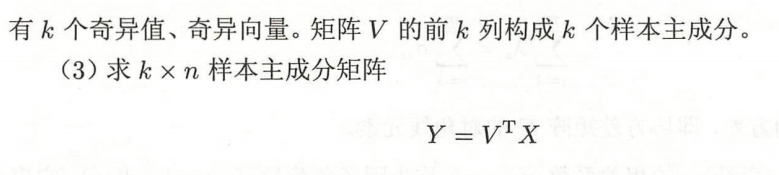 有 k 个奇异值、奇异向量。矩阵 V 的前 k 列构成 k 个样本主成分。
(3) 求 k × n 样本主成分矩阵
Y = VᵀX